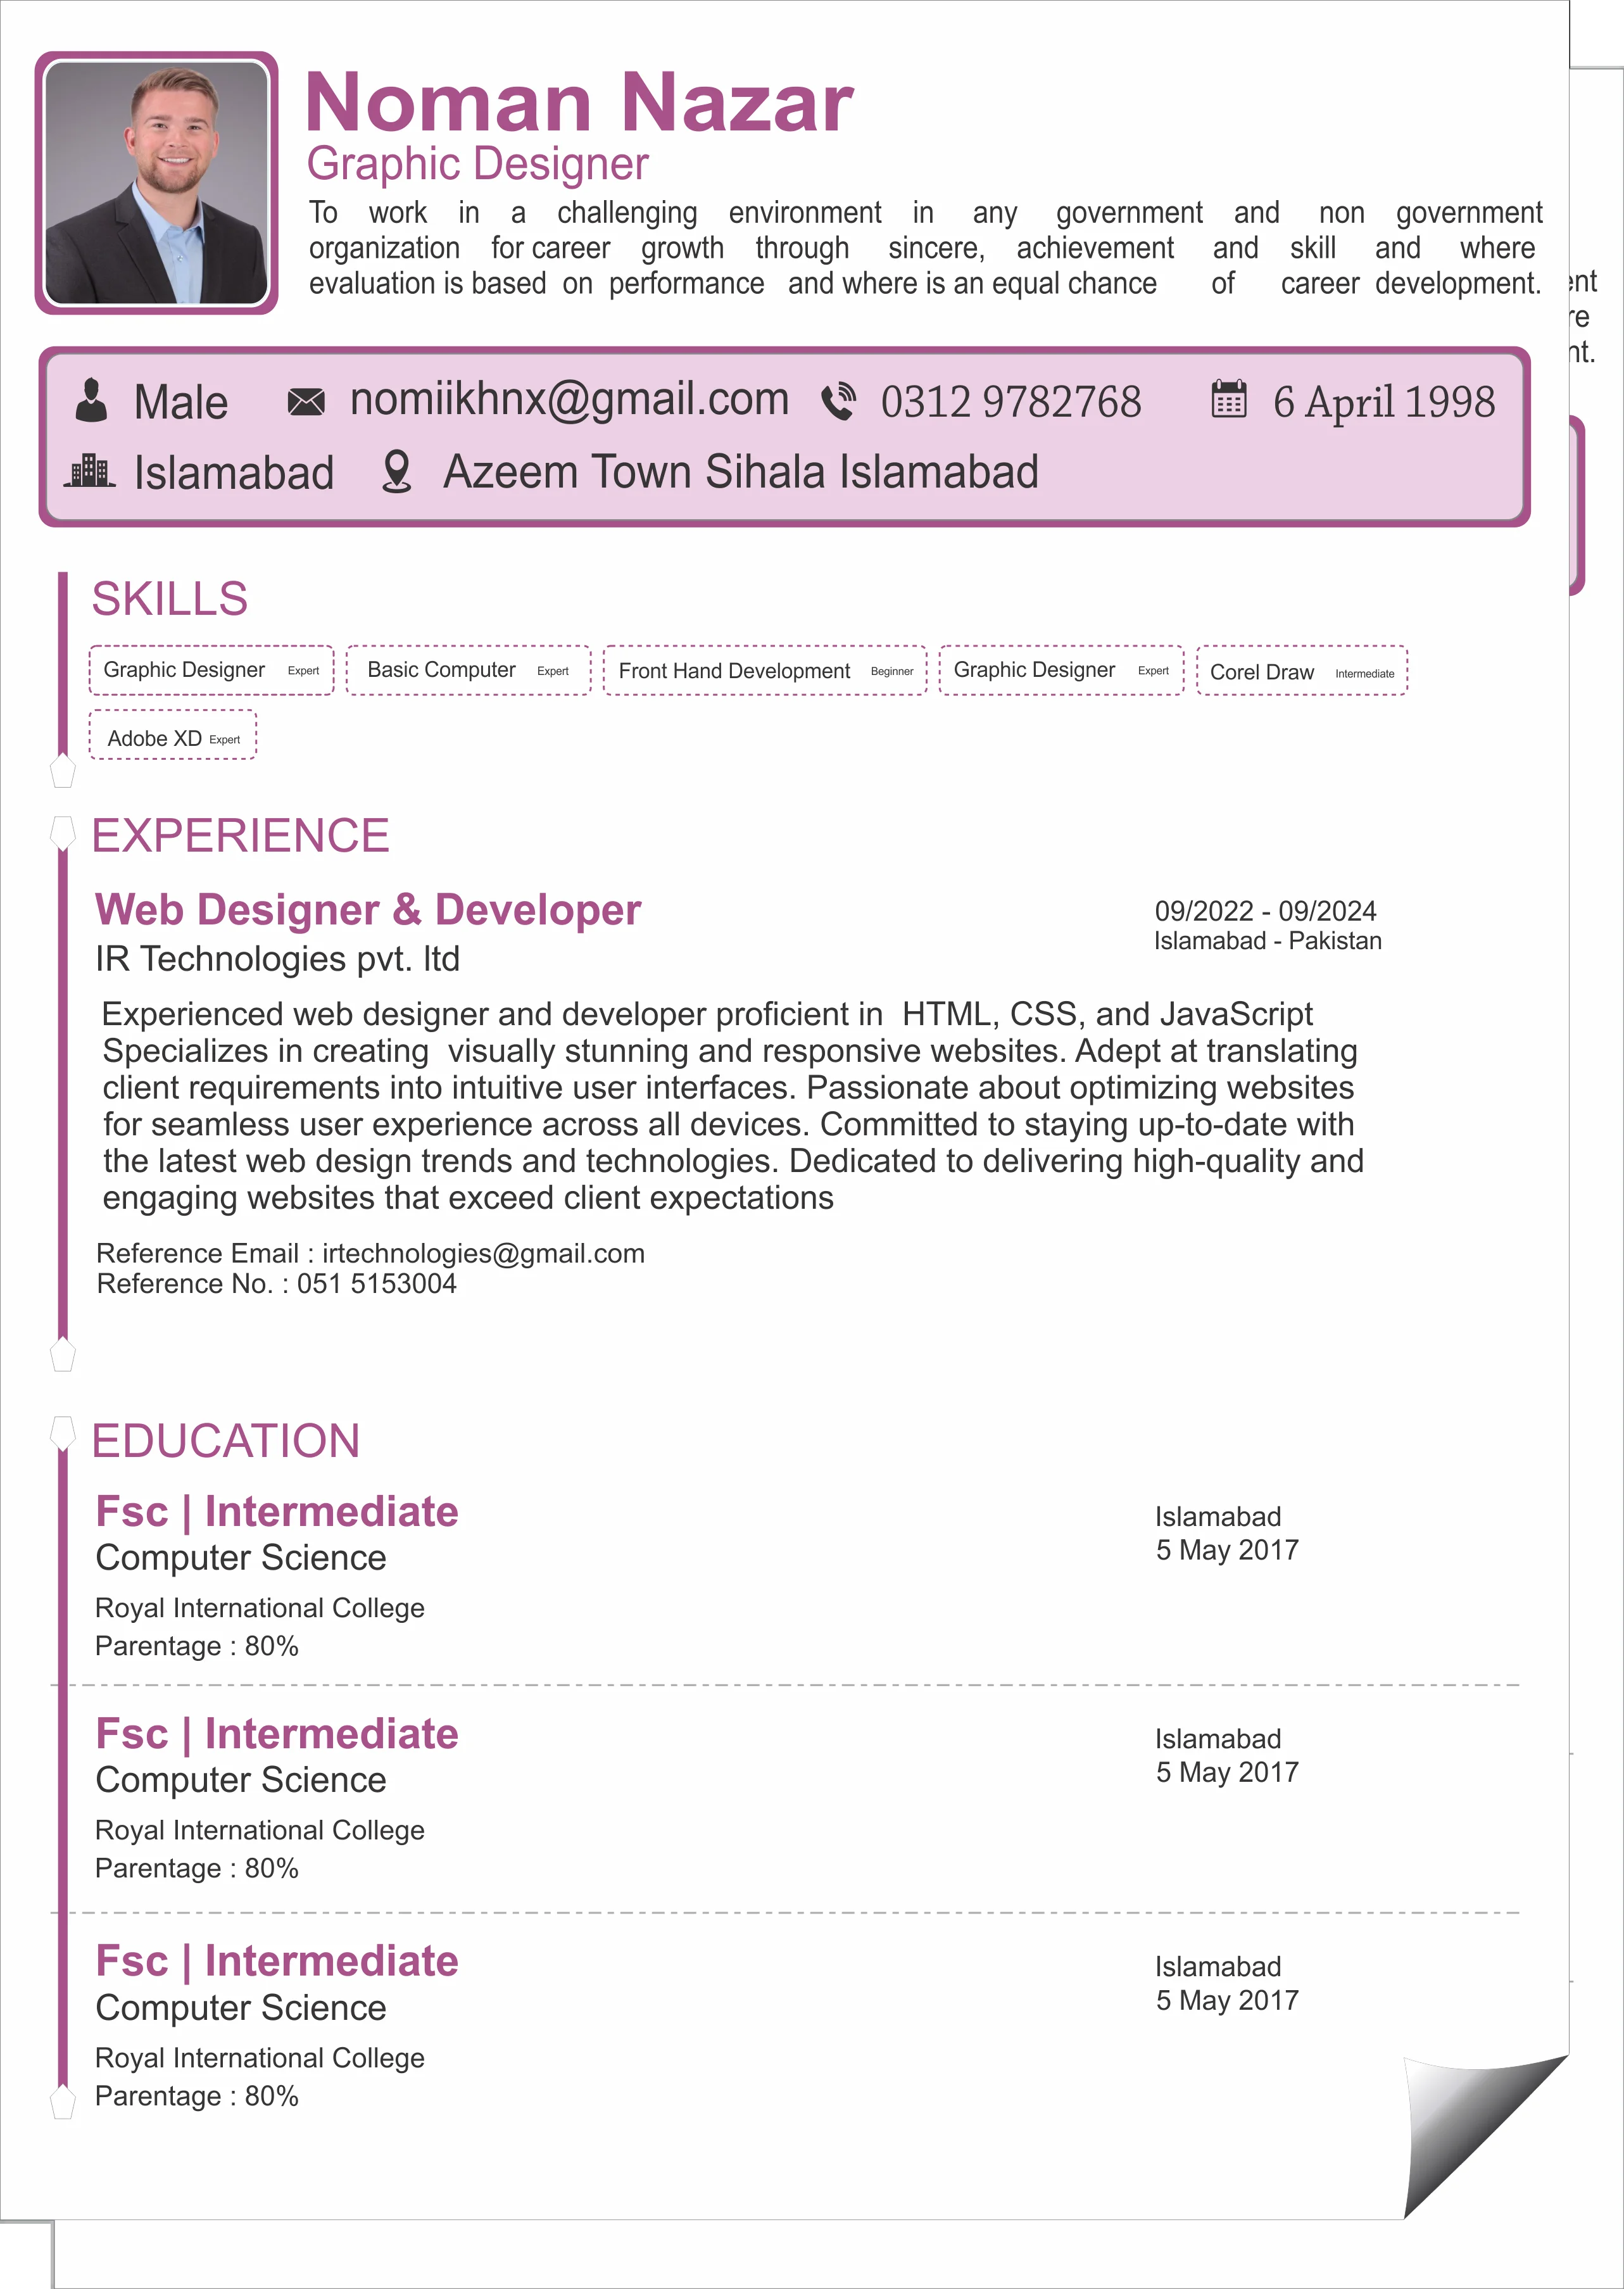 Noman Nazar
Graphic Designer
To work in a challenging environment in any government and non government
organization for career growth through sincere, achievement and skill and where
evaluation is based on performance and where is an equal chance of career development.
nt
re
nt.
Male nomiikhnx@gmail.com 0312 9782768 6 April 1998
Islamabad Azeem Town Sihala Islamabad
SKILLS
Graphic Designer Expert Basic Computer Expert Front Hand Development Beginner Graphic Designer Expert Corel Draw Intermediate
Adobe XD Expert
EXPERIENCE
Web Designer & Developer 09/2022 - 09/2024
IR Technologies pvt. ltd Islamabad - Pakistan
Experienced web designer and developer proficient in HTML, CSS, and JavaScript
Specializes in creating visually stunning and responsive websites. Adept at translating
client requirements into intuitive user interfaces. Passionate about optimizing websites
for seamless user experience across all devices. Committed to staying up-to-date with
the latest web design trends and technologies. Dedicated to delivering high-quality and
engaging websites that exceed client expectations
Reference Email : irtechnologies@gmail.com
Reference No. : 051 5153004
EDUCATION
Fsc | Intermediate Islamabad
Computer Science 5 May 2017
Royal International College
Parentage : 80%
Fsc | Intermediate Islamabad
Computer Science 5 May 2017
Royal International College
Parentage : 80%
Fsc | Intermediate Islamabad
Computer Science 5 May 2017
Royal International College
Parentage : 80%